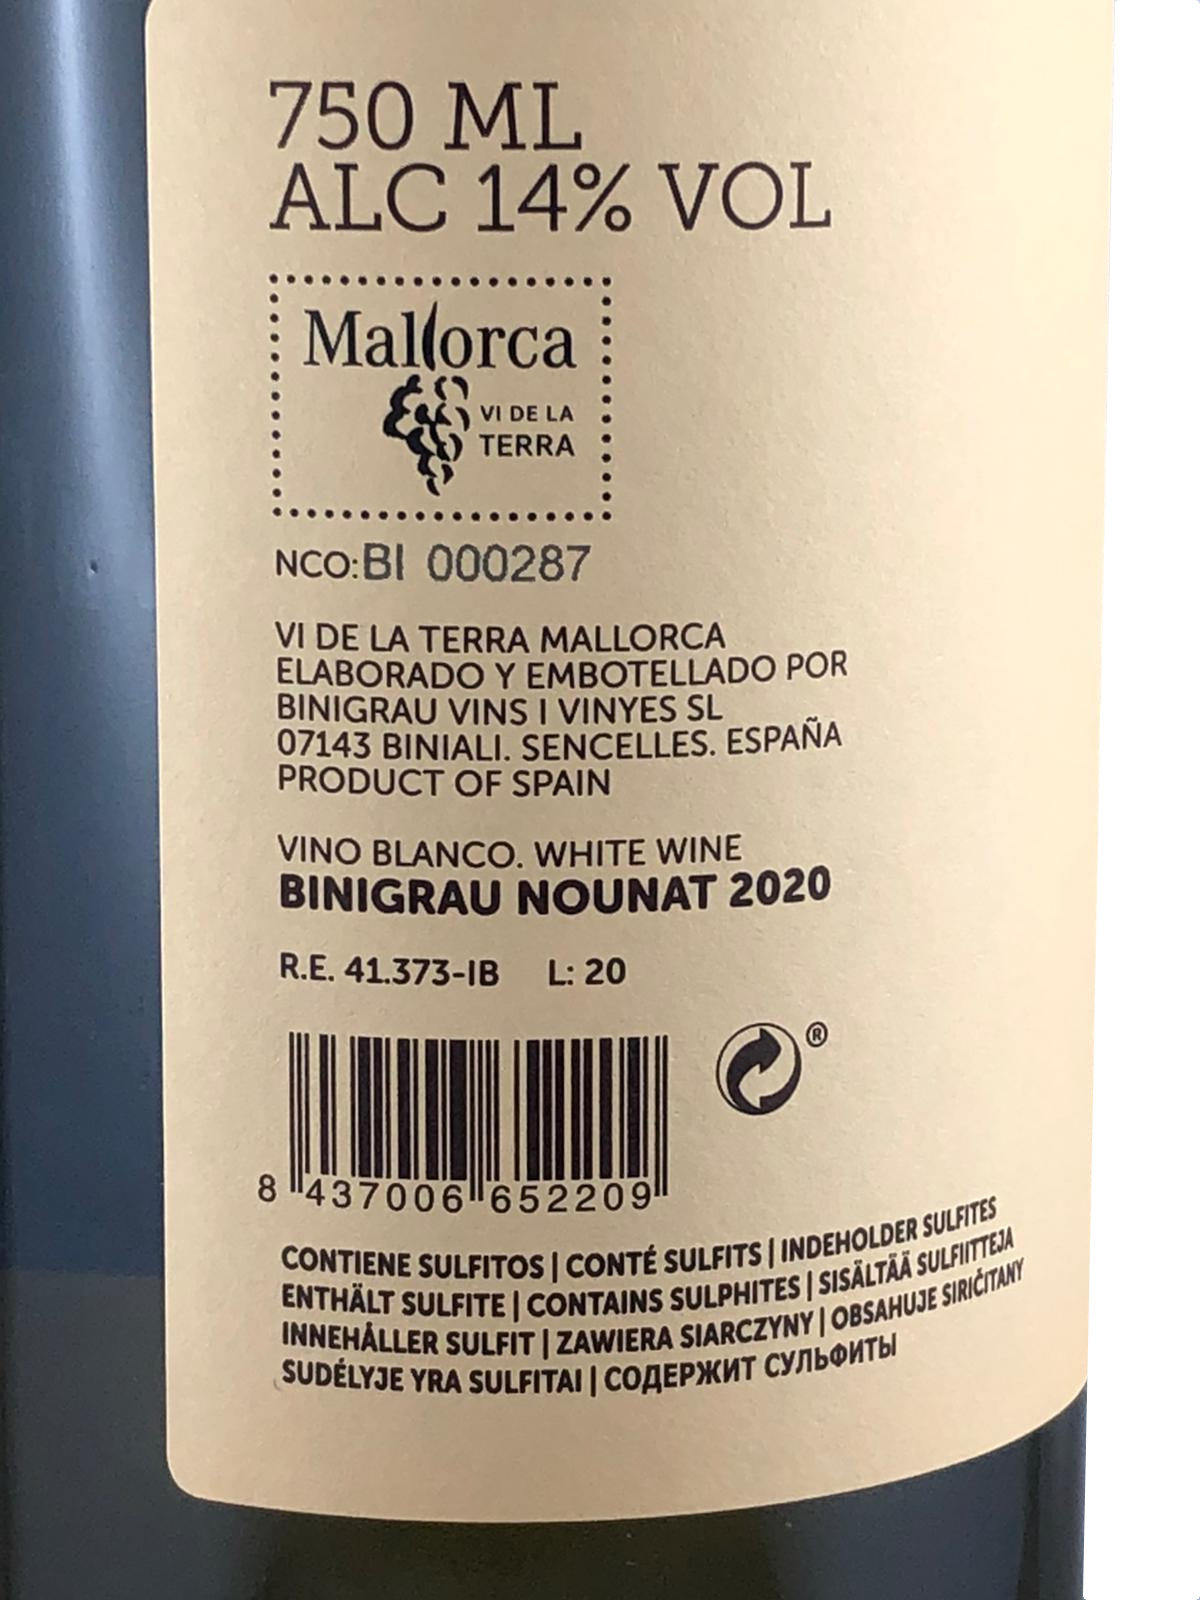 750 ML
ALC 14% VOL
Mallorca
VI DE LA
TERRA
NCO: BI 000287
VI DE LA TERRA MALLORCA
ELABORADO Y EMBOTELLADO POR
BINIGRAU VINS I VINYES SL
07143 BINIALI. SENCELLES. ESPAÑA
PRODUCT OF SPAIN
VINO BLANCO. WHITE WINE
BINIGRAU NOUNAT 2020
R.E. 41.373-IB L: 20
®
8 437006 652209
CONTIENE SULFITOS | CONTÉ SULFITS | INDEHOLDER SULFITES
ENTHÄLT SULFITE | CONTAINS SULPHITES | SISÄLTÄÄ SULFIITTEJA
INNEHÅLLER SULFIT | ZAWIERA SIARCZYNY | OBSAHUJE SIRIČITANY
SUDÉLYJE YRA SULFITAI | СОДЕРЖИТ СУЛЬФИТЫ